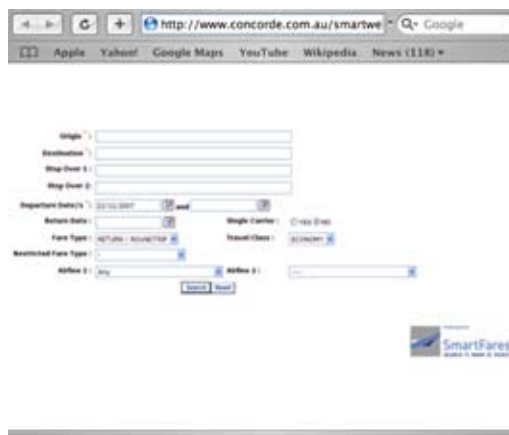 http://www.concorde.com.au/smartwe Google
Apple Yahoo! Google Maps YouTube Wikipedia News (118)
Origin * :
Destination * :
Stop Over 1 :
Stop Over 2:
Departure Date/s * : and
Return Date : Single Carrier : YES NO
Fare Type : RETURN / ROUNDTRIP Travel Class : ECONOMY
Restricted Fare Type : -
Airline 1 : Any Airline 2 : ---
Search Reset
SmartFares